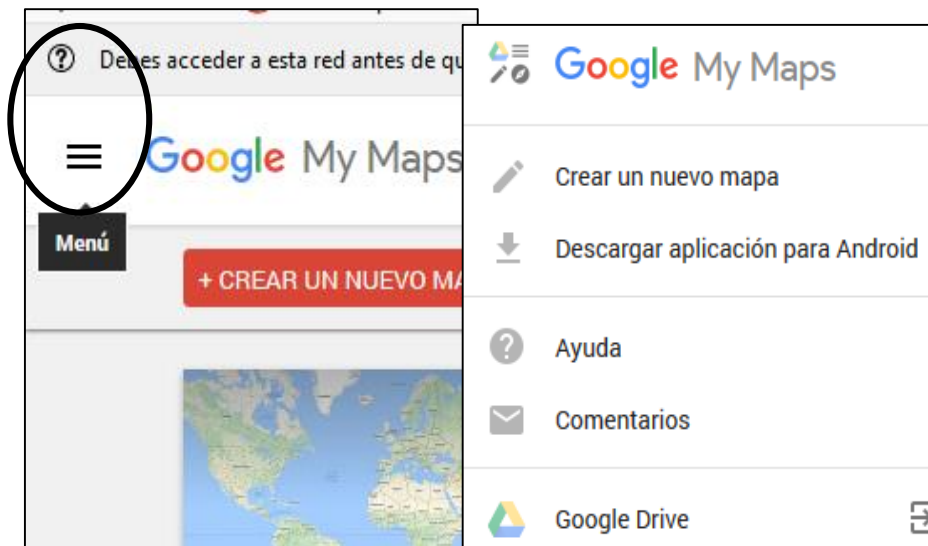 Debes acceder a esta red antes de qu
Google My Maps
Menú
+ CREAR UN NUEVO MA
Google My Maps
Crear un nuevo mapa
Descargar aplicación para Android
Ayuda
Comentarios
Google Drive